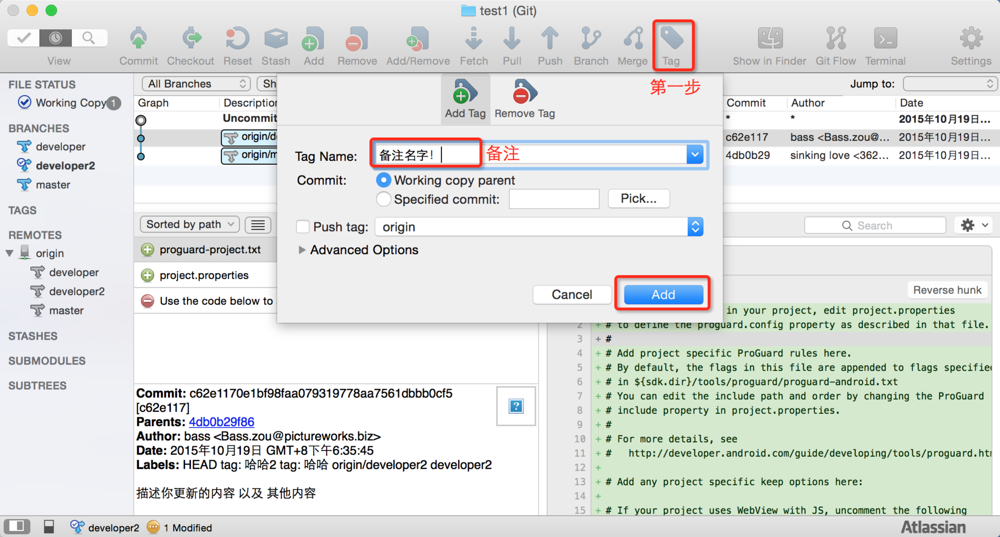 test1 (Git)
View Commit Checkout Reset Stash Add Remove Add/Remove Fetch Pull Push Branch Merge Tag Show in Finder Git Flow Terminal Settings
FILE STATUS
Working Copy 1
BRANCHES
developer
developer2
master
TAGS
REMOTES
origin
developer
developer2
master
STASHES
SUBMODULES
SUBTREES
All Branches
Jump to:
Graph
Commit Author Date
* * 2015年10月19日...
origin/d
c62e117 bass <Bass.zou@... 2015年10月19日...
origin/m
4db0b29 sinking love <362... 2015年10月19日...
第一步
Add Tag Remove Tag
Tag Name: 备注名字! 备注
Commit: Working copy parent
Specified commit: Pick...
Push tag: origin
Advanced Options
Cancel Add
Sorted by path
Search
proguard-project.txt
project.properties
Use the code below to
Reverse hunk
in your project, edit project.properties
2 + # to define the proguard.config property as described in that file.
3 + #
4 + # Add project specific ProGuard rules here.
5 + # By default, the flags in this file are appended to flags specified
6 + # in ${sdk.dir}/tools/proguard/proguard-android.txt
7 + # You can edit the include path and order by changing the ProGuard
8 + # include property in project.properties.
9 + #
10 + # For more details, see
11 + # http://developer.android.com/guide/developing/tools/proguard.htm
12 +
13 + # Add any project specific keep options here:
14 +
15 + # If your project uses WebView with JS, uncomment the following
Commit: c62e1170e1bf98faa079319778aa7561dbbb0cf5
[c62e117]
Parents: 4db0b29f86
Author: bass <Bass.zou@pictureworks.biz>
Date: 2015年10月19日 GMT+8下午6:35:45
Labels: HEAD tag: 哈哈2 tag: 哈哈 origin/developer2 developer2
描述你更新的内容 以及 其他内容
developer2 1 Modified
Atlassian